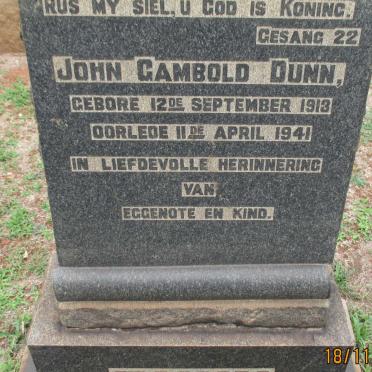 RUS MY SIEL, U GOD IS KONING.
GESANG 22
JOHN GAMBOLD DUNN,
GEBORE 12DE SEPTEMBER 1913
OORLEDE 11DE APRIL 1941
IN LIEFDEVOLLE HERINNERING
VAN
EGGENOTE EN KIND.
18/11